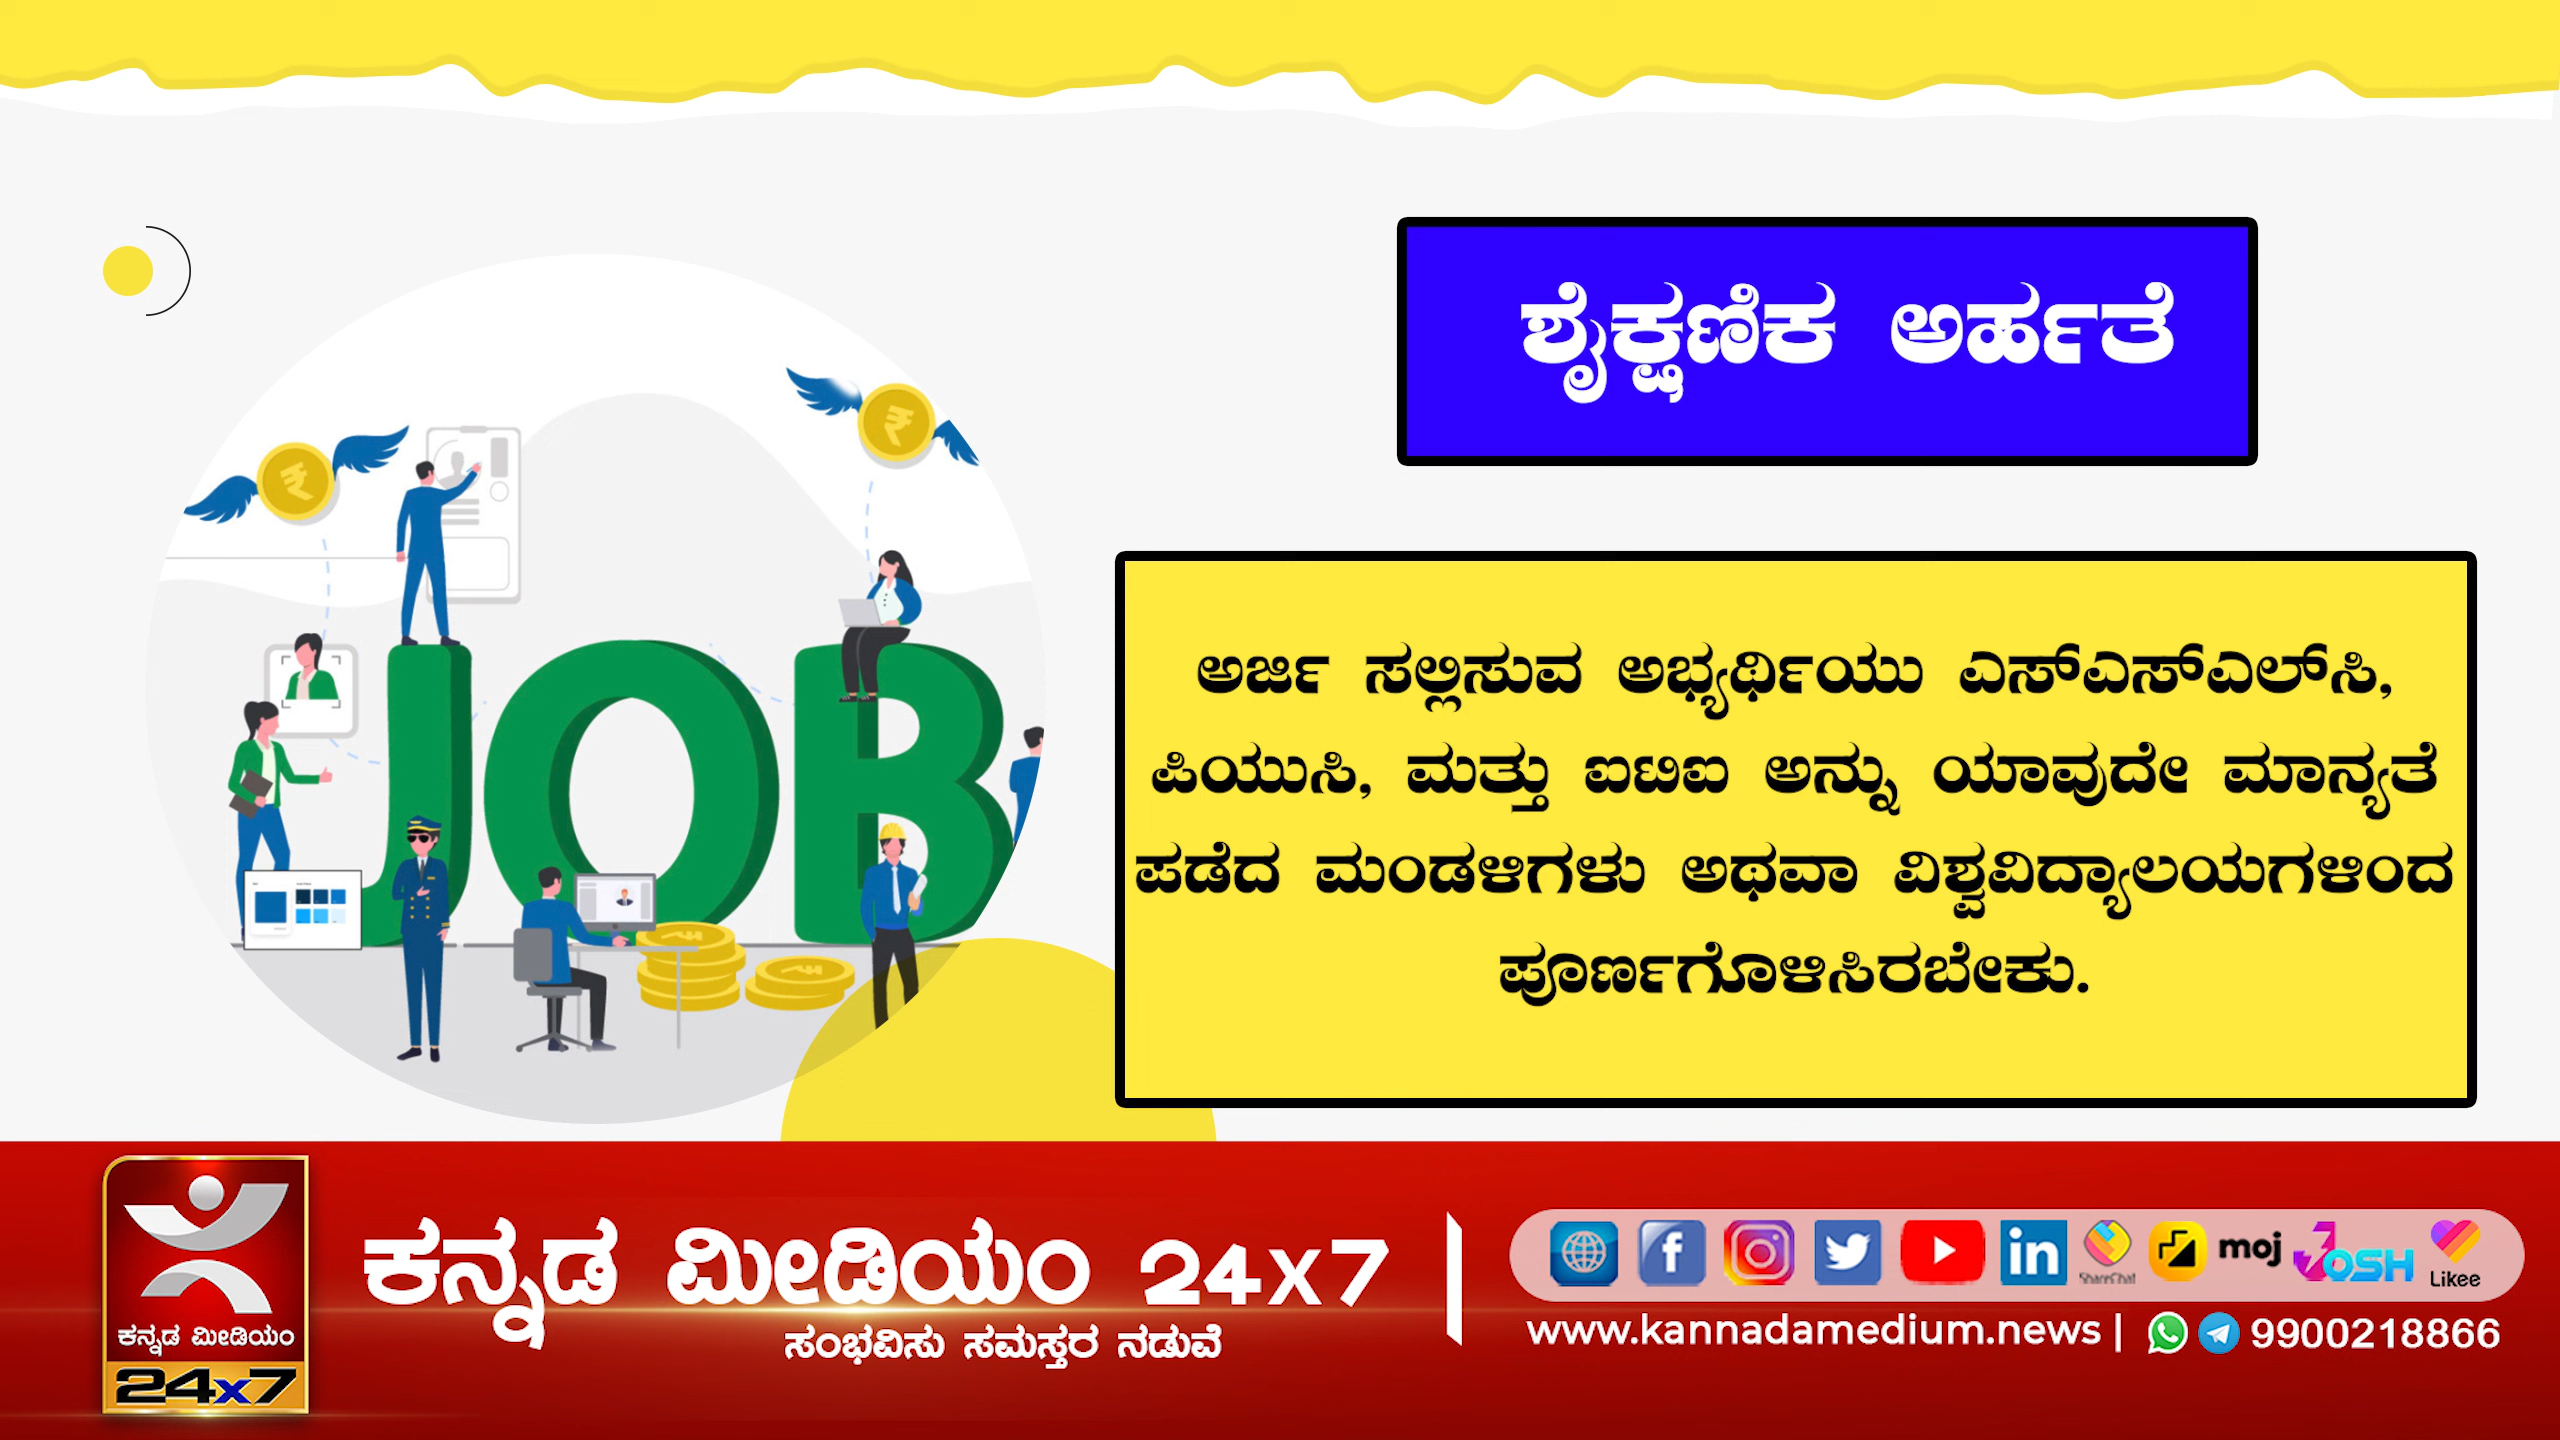 ಶೈಕ್ಷಣಿಕ ಅರ್ಹತೆ
ಅರ್ಜಿ ಸಲ್ಲಿಸುವ ಅಭ್ಯರ್ಥಿಯು ಎಸ್‌ಎಸ್‌ಎಲ್‌ಸಿ,
ಪಿಯುಸಿ, ಮತ್ತು ಐಟಿಐ ಅನ್ನು ಯಾವುದೇ ಮಾನ್ಯತೆ
ಪಡೆದ ಮಂಡಳಿಗಳು ಅಥವಾ ವಿಶ್ವವಿದ್ಯಾಲಯಗಳಿಂದ
ಪೂರ್ಣಗೊಳಿಸಿರಬೇಕು.
JOB
ಕನ್ನಡ ಮೀಡಿಯಂ
24x7
ಕನ್ನಡ ಮೀಡಿಯಂ 24x7
ಸಂಭವಿಸು ಸಮಸ್ತರ ನಡುವೆ
ShareChat moj Josh Likee
www.kannadamedium.news | 9900218866